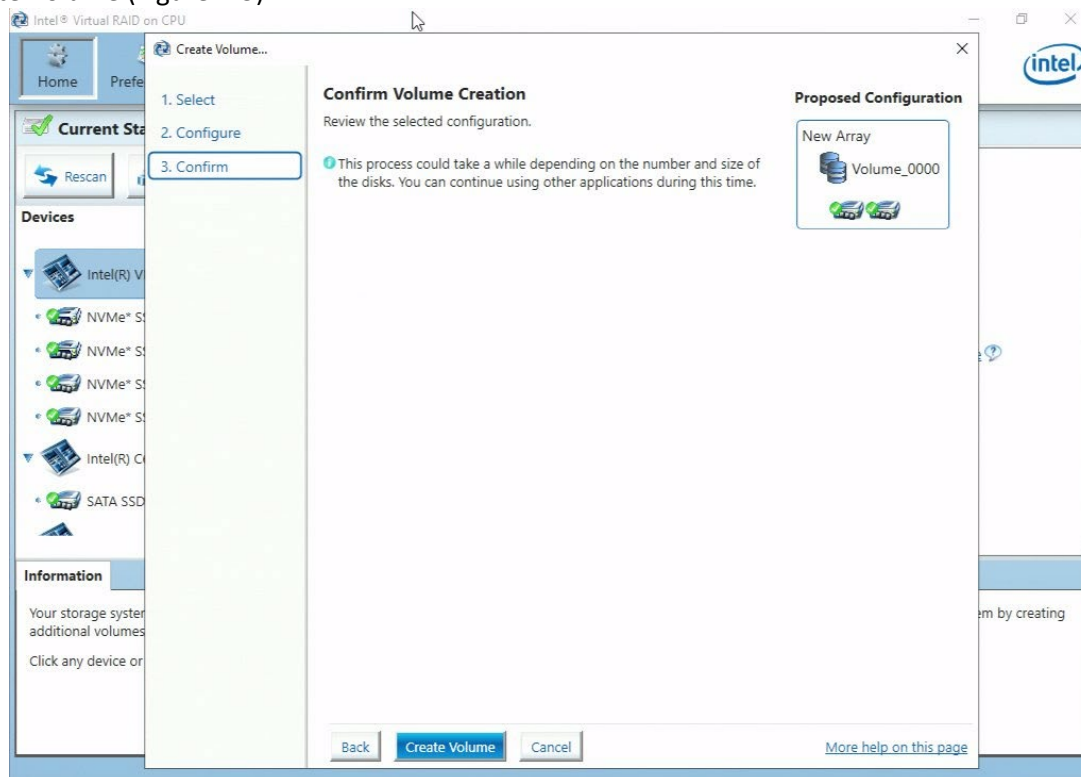 Intel® Virtual RAID on CPU
Create Volume...
Home
intel
1. Select
2. Configure
3. Confirm
Confirm Volume Creation
Review the selected configuration.
This process could take a while depending on the number and size of
the disks. You can continue using other applications during this time.
Proposed Configuration
New Array
Volume_0000
Current
Rescan
Devices
Intel(R)
NVMe*
NVMe*
NVMe*
NVMe*
Intel(R)
SATA SSD
Information
Your storage
by creating
additional volumes
Click any device or
Back
Create Volume
Cancel
More help on this page